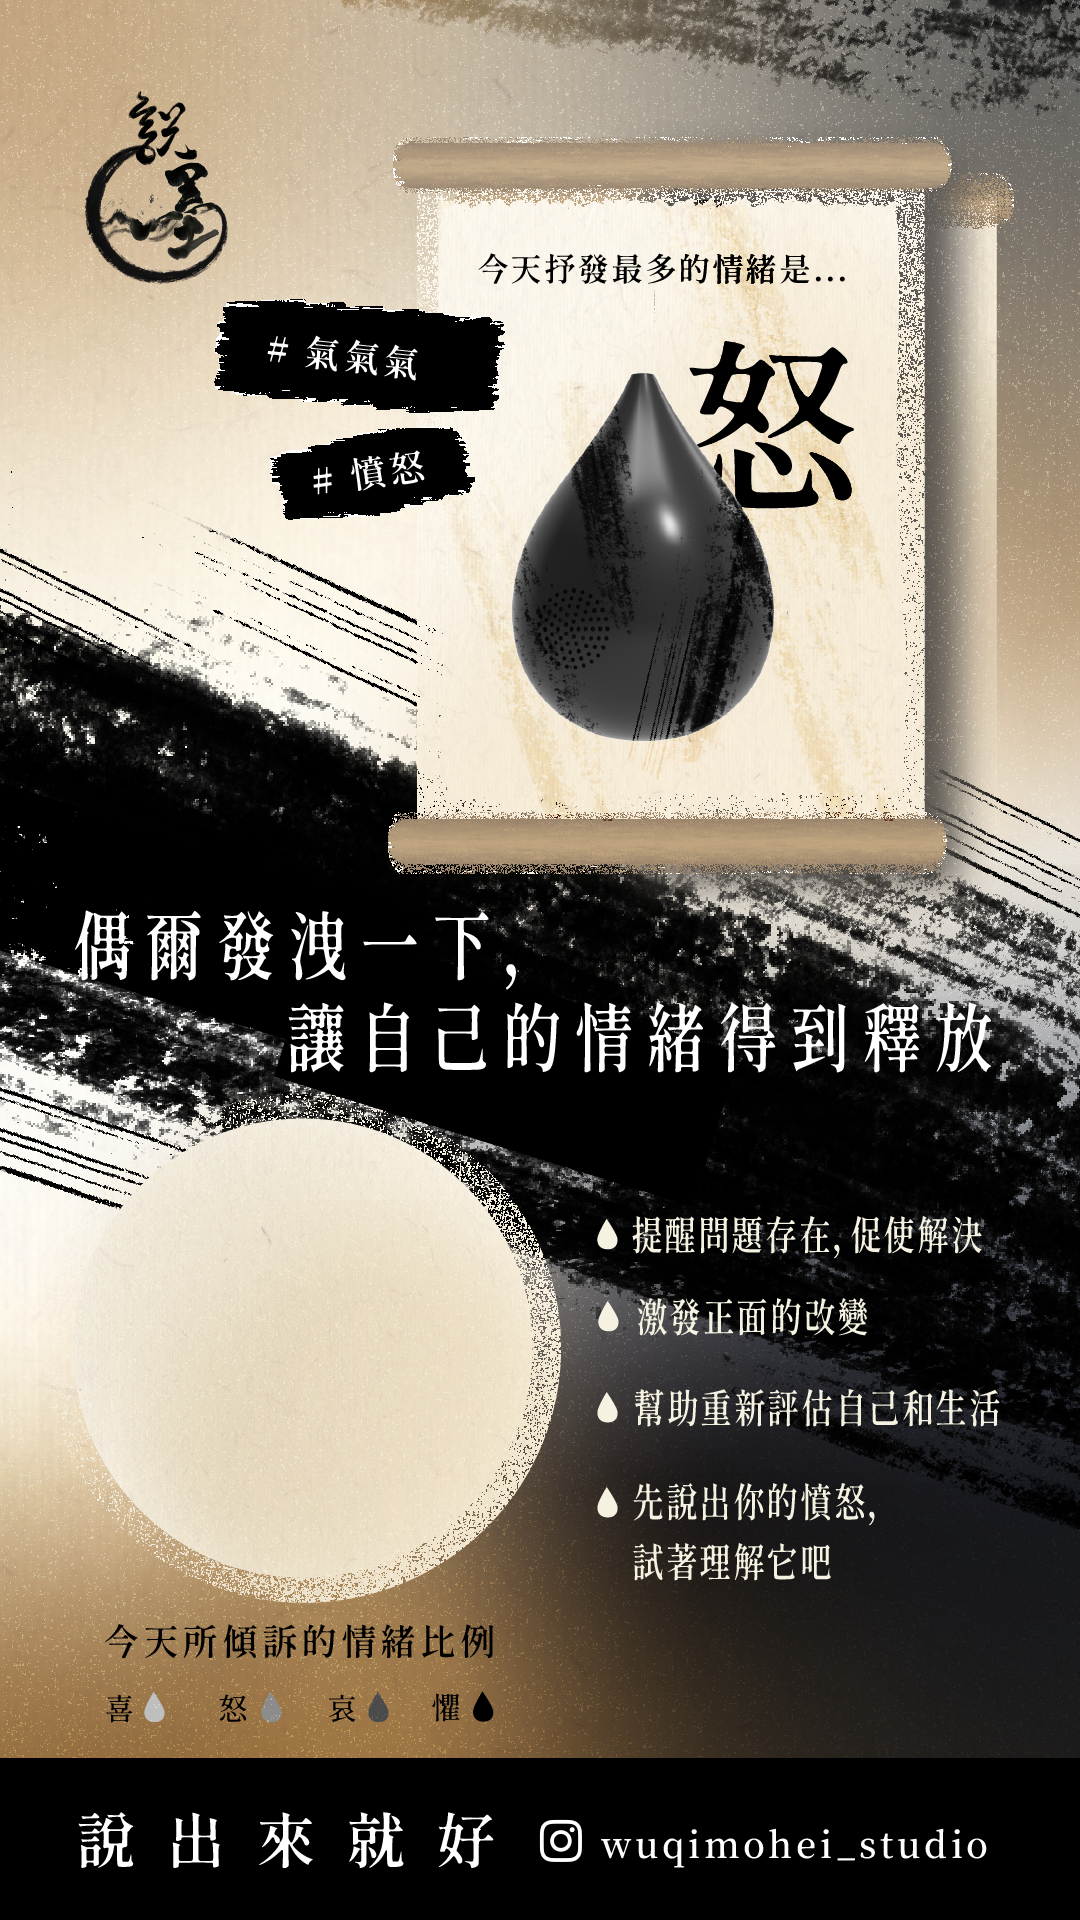 説墨
今天抒發最多的情緒是...
怒
# 氣氣氣
# 憤怒
偶爾發洩一下,
讓自己的情緒得到釋放
提醒問題存在, 促使解決
激發正面的改變
幫助重新評估自己和生活
先說出你的憤怒,
試著理解它吧
今天所傾訴的情緒比例
喜 怒 哀 懼
說出來就好 wuqimohei_studio